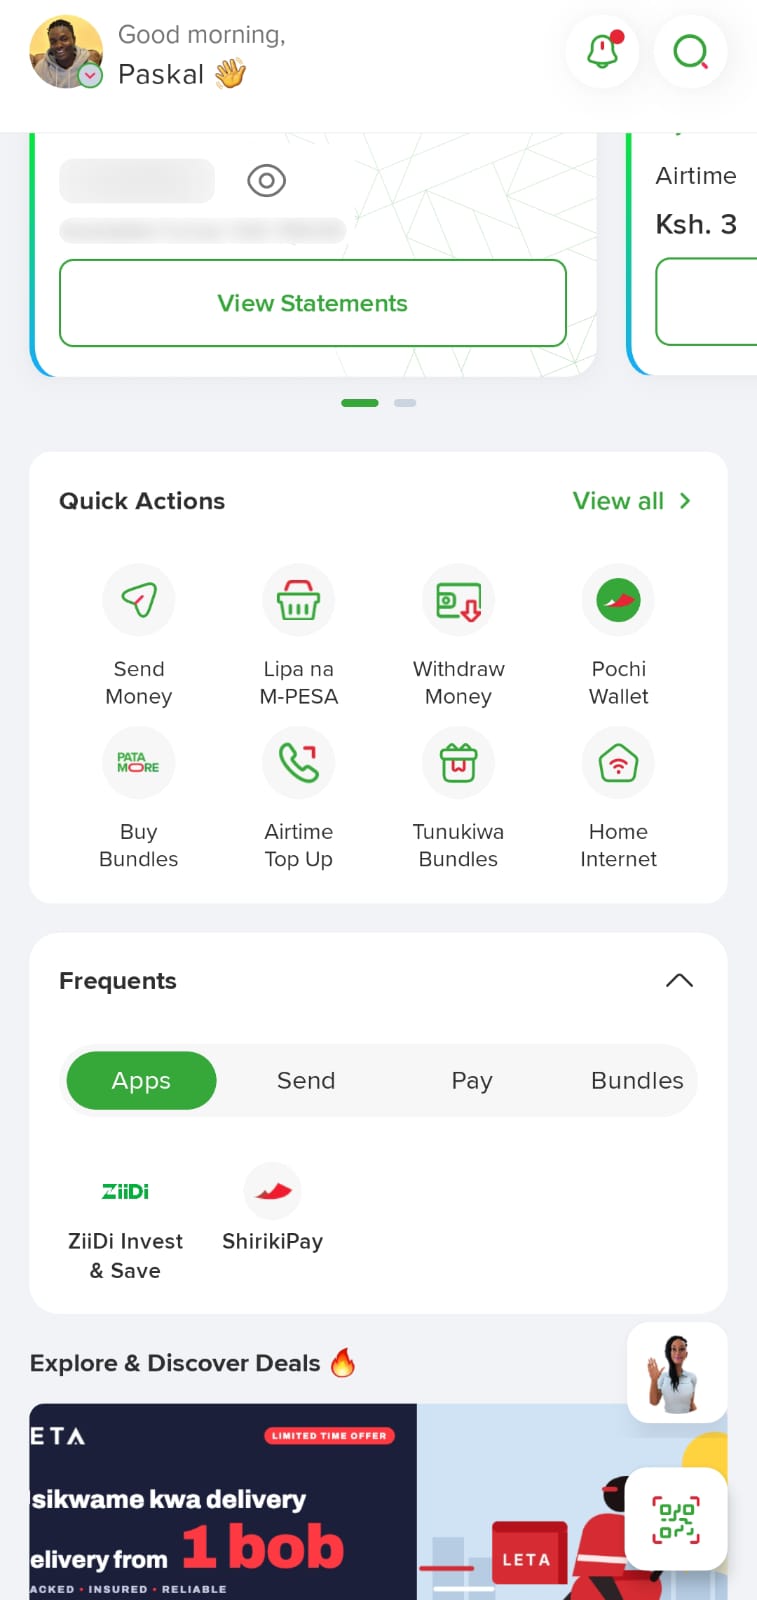 Good morning,
Paskal 👋
Airtime
Ksh. 3
View Statements
Quick Actions
View all
Send Money
Lipa na M-PESA
Withdraw Money
Pochi Wallet
PATA MORE
Buy Bundles
Airtime Top Up
Tunukiwa Bundles
Home Internet
Frequents
Apps
Send
Pay
Bundles
ZiiDi
ZiiDi Invest & Save
ShirikiPay
Explore & Discover Deals 🔥
ETA
LIMITED TIME OFFER
sikwame kwa delivery
elivery from 1 bob
ACKED • INSURED • RELIABLE
LETA